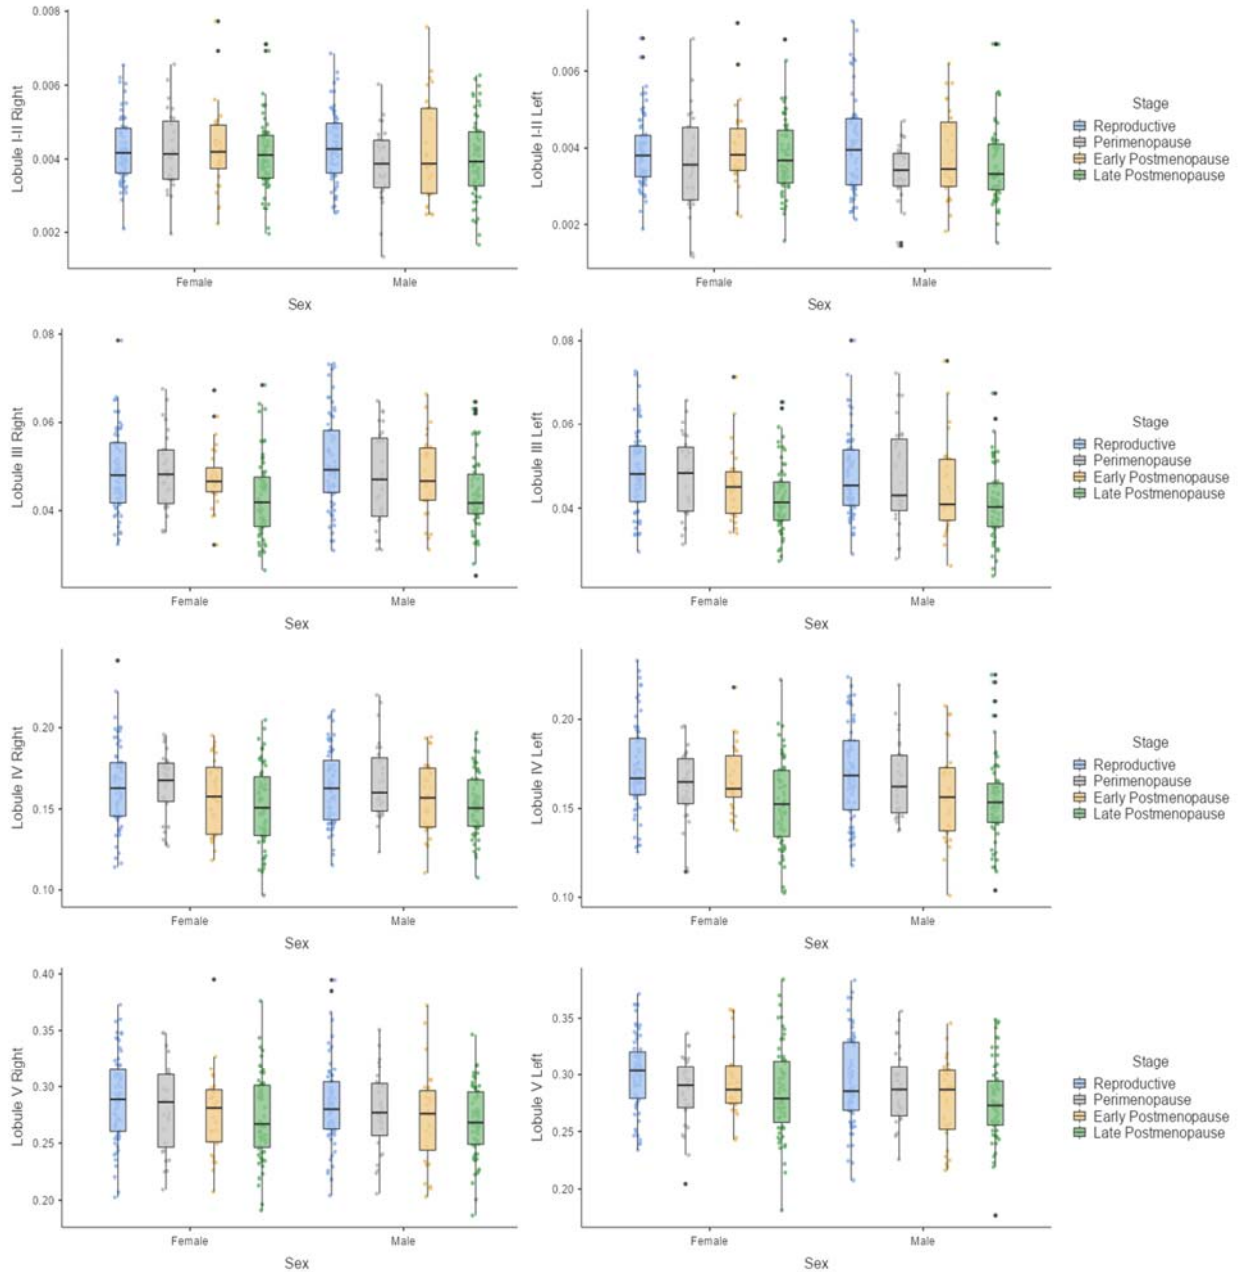 Lobule I-II Right
0.008
0.006
0.004
0.002
Female
Male
Sex
Lobule I-II Left
0.006
0.004
0.002
Female
Male
Sex
Stage
Reproductive
Perimenopause
Early Postmenopause
Late Postmenopause
Lobule III Right
0.08
0.06
0.04
Female
Male
Sex
Lobule III Left
0.08
0.06
0.04
Female
Male
Sex
Stage
Reproductive
Perimenopause
Early Postmenopause
Late Postmenopause
Lobule IV Right
0.20
0.15
0.10
Female
Male
Sex
Lobule IV Left
0.20
0.15
0.10
Female
Male
Sex
Stage
Reproductive
Perimenopause
Early Postmenopause
Late Postmenopause
Lobule V Right
0.40
0.35
0.30
0.25
0.20
Female
Male
Sex
Lobule V Left
0.35
0.30
0.25
0.20
Female
Male
Sex
Stage
Reproductive
Perimenopause
Early Postmenopause
Late Postmenopause